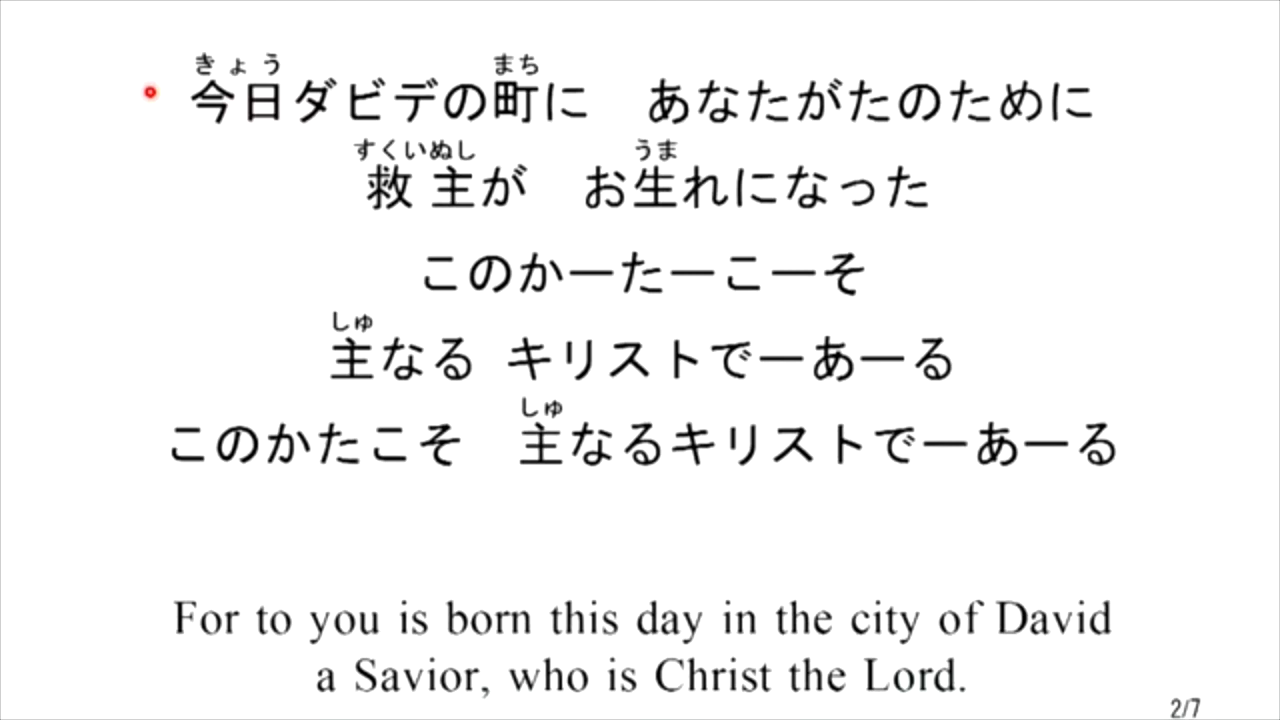 きょう まち
今日ダビデの町に　あなたがたのために
すくいぬし うま
救 主が　お生れになった
このかーたーこーそ
しゅ
主なる キリストでーあーる
しゅ
このかたこそ　主なるキリストでーあーる
For to you is born this day in the city of David
a Savior, who is Christ the Lord.
2/7